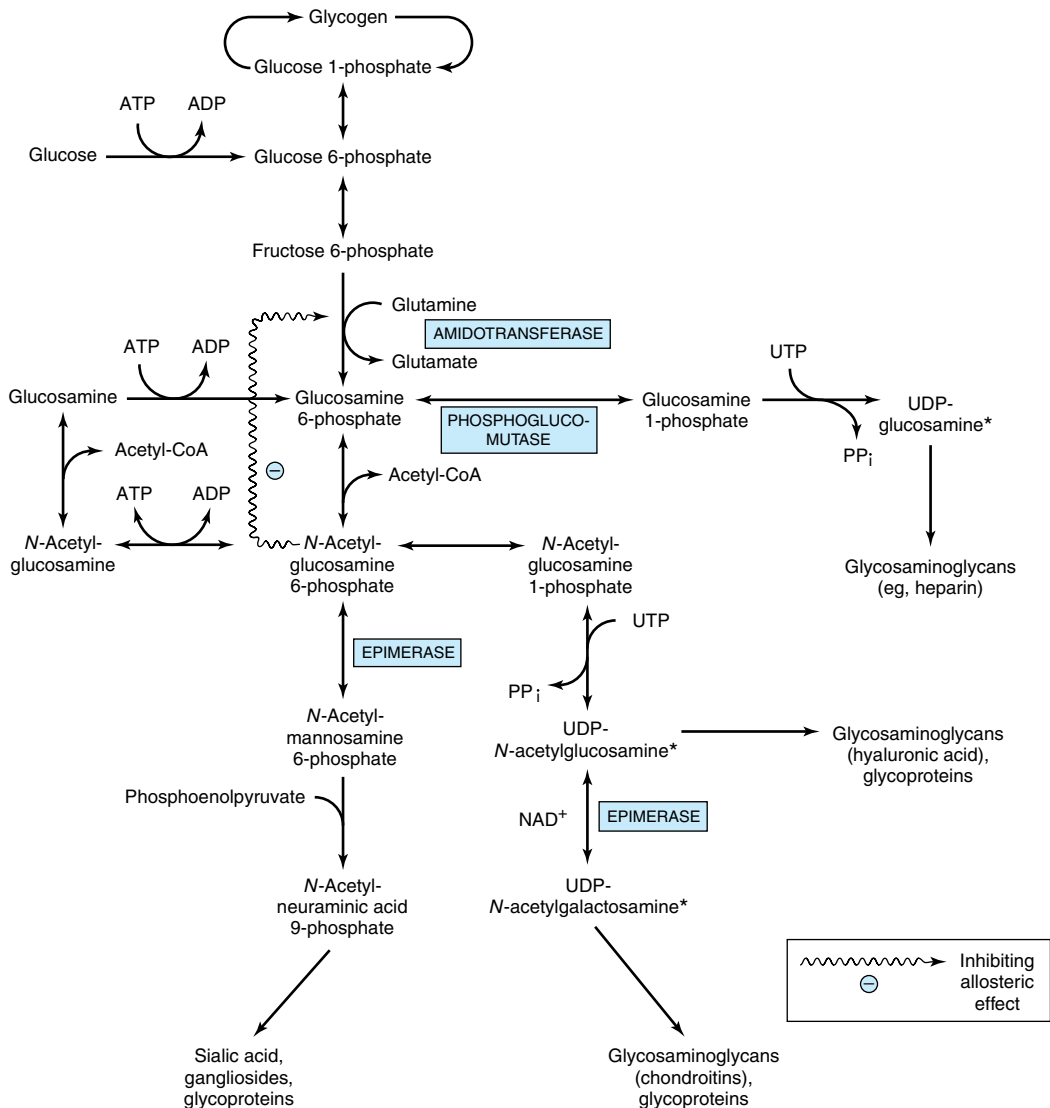 Glycogen
Glucose 1-phosphate
ATP
ADP
Glucose
Glucose 6-phosphate
Fructose 6-phosphate
Glutamine
AMIDOTRANSFERASE
Glutamate
ATP
ADP
UTP
Glucosamine
Glucosamine
6-phosphate
PHOSPHOGLUCO-
MUTASE
Glucosamine
1-phosphate
UDP-
glucosamine*
PPi
Acetyl-CoA
−
Acetyl-CoA
ATP
ADP
N-Acetyl-
glucosamine
N-Acetyl-
glucosamine
6-phosphate
N-Acetyl-
glucosamine
1-phosphate
Glycosaminoglycans
(eg, heparin)
UTP
EPIMERASE
PPi
N-Acetyl-
mannosamine
6-phosphate
UDP-
N-acetylglucosamine*
Glycosaminoglycans
(hyaluronic acid),
glycoproteins
Phosphoenolpyruvate
NAD+
EPIMERASE
N-Acetyl-
neuraminic acid
9-phosphate
UDP-
N-acetylgalactosamine*
−
Inhibiting
allosteric
effect
Sialic acid,
gangliosides,
glycoproteins
Glycosaminoglycans
(chondroitins),
glycoproteins